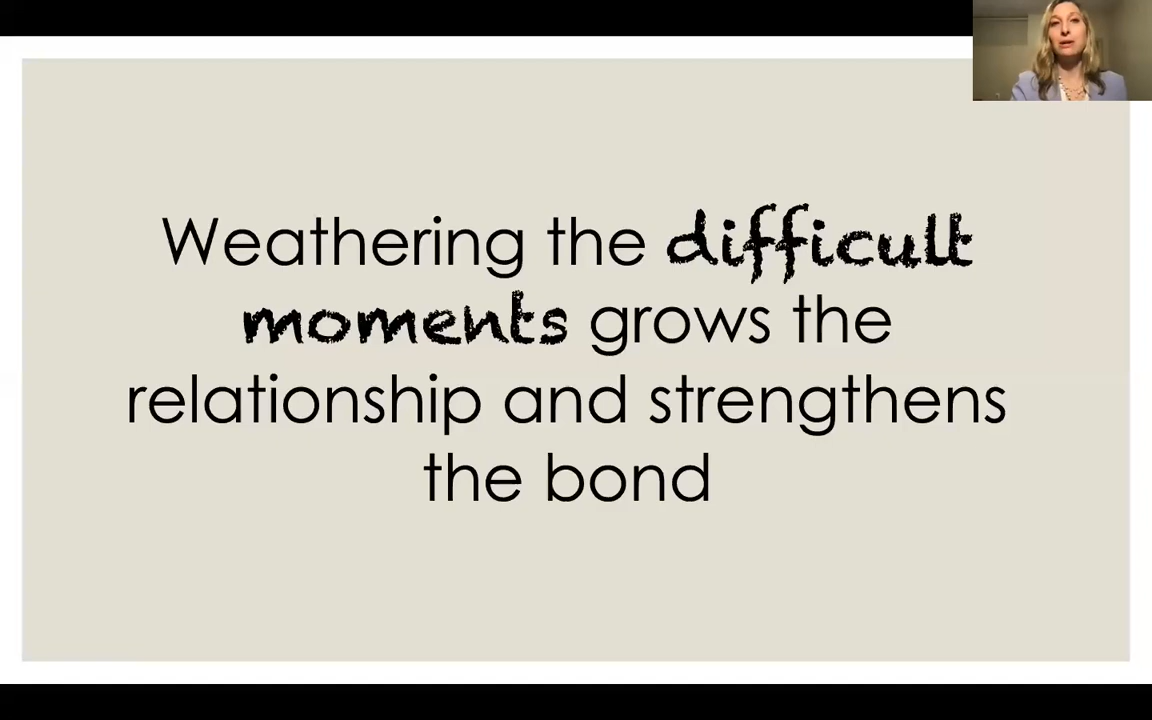 Weathering the difficult
moments grows the
relationship and strengthens
the bond